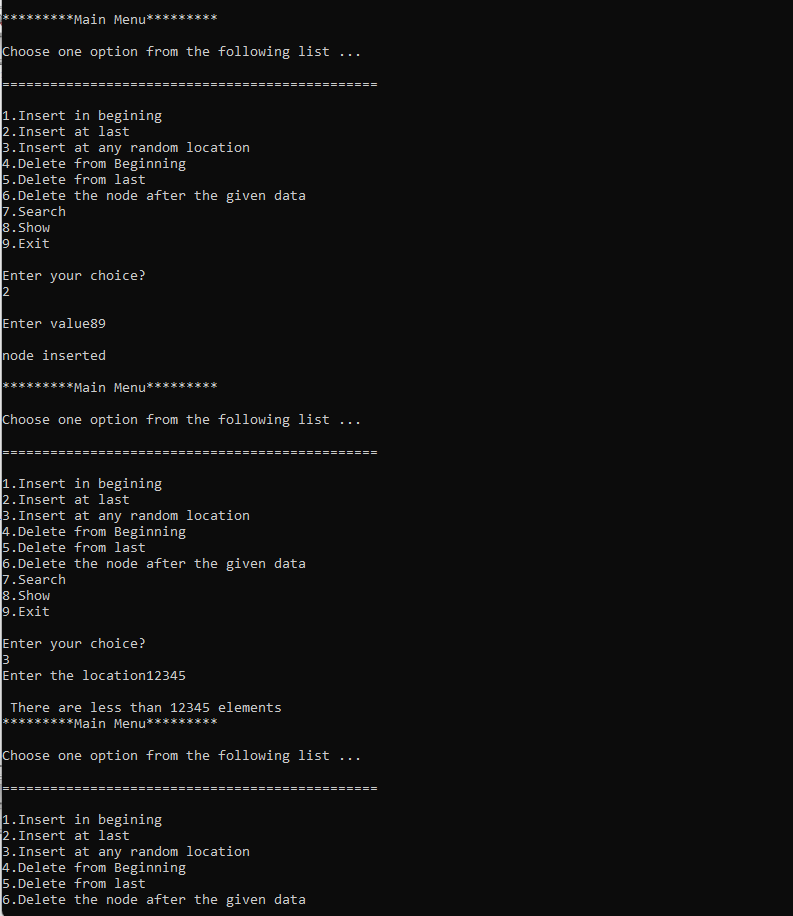 *********Main Menu*********
Choose one option from the following list ...
===============================================
1.Insert in begining
2.Insert at last
3.Insert at any random location
4.Delete from Beginning
5.Delete from last
6.Delete the node after the given data
7.Search
8.Show
9.Exit
Enter your choice?
2
Enter value89
node inserted
*********Main Menu*********
Choose one option from the following list ...
===============================================
1.Insert in begining
2.Insert at last
3.Insert at any random location
4.Delete from Beginning
5.Delete from last
6.Delete the node after the given data
7.Search
8.Show
9.Exit
Enter your choice?
3
Enter the location12345
There are less than 12345 elements
*********Main Menu*********
Choose one option from the following list ...
===============================================
1.Insert in begining
2.Insert at last
3.Insert at any random location
4.Delete from Beginning
5.Delete from last
6.Delete the node after the given data